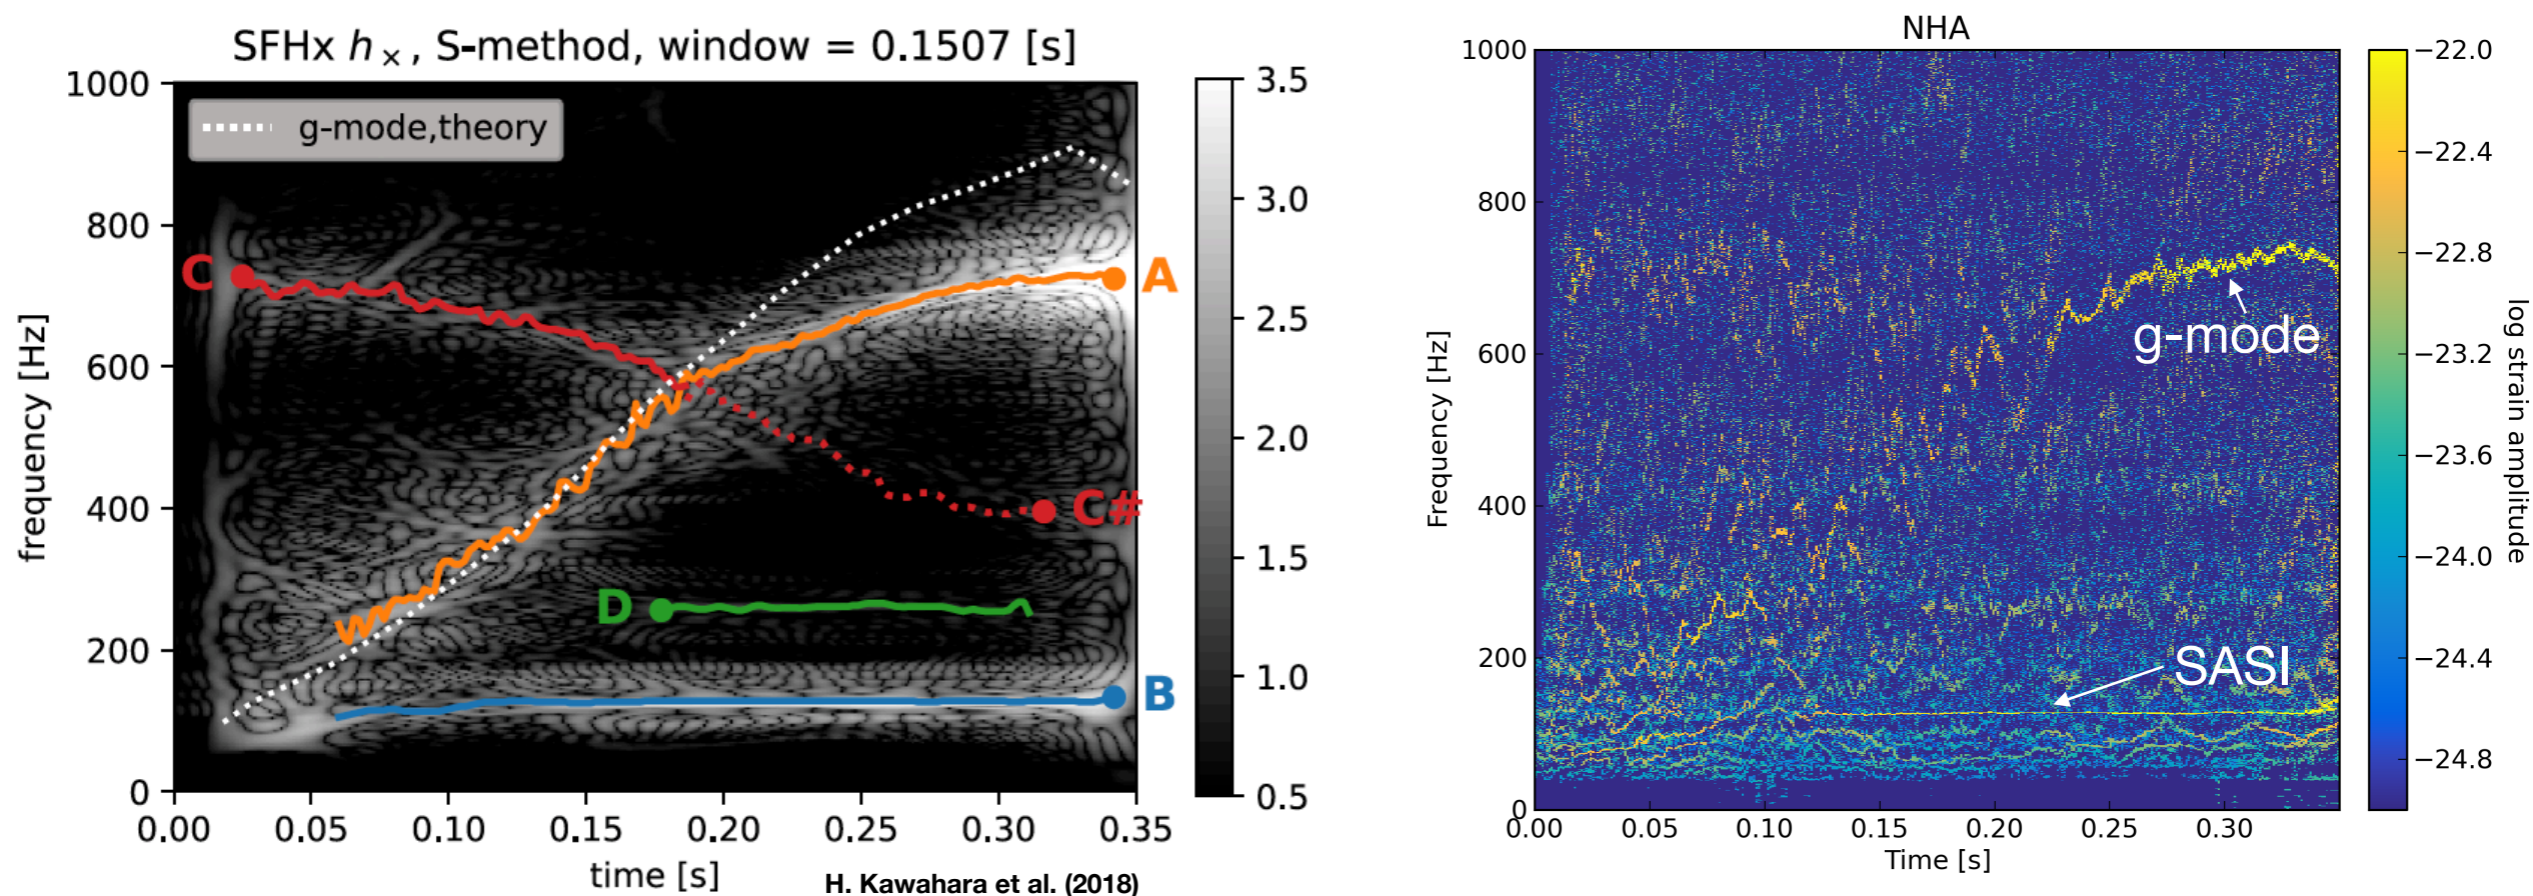 SFHx h×, S-method, window = 0.1507 [s]
g-mode,theory
frequency [Hz]
1000
800
600
400
200
0
C
A
C#
D
B
0.00 0.05 0.10 0.15 0.20 0.25 0.30 0.35
time [s]
H. Kawahara et al. (2018)
3.5
3.0
2.5
2.0
1.5
1.0
0.5
NHA
Frequency [Hz]
1000
800
600
400
200
0
g-mode
SASI
0.00 0.05 0.10 0.15 0.20 0.25 0.30
Time [s]
−22.0
−22.4
−22.8
−23.2
−23.6
−24.0
−24.4
−24.8
log strain amplitude